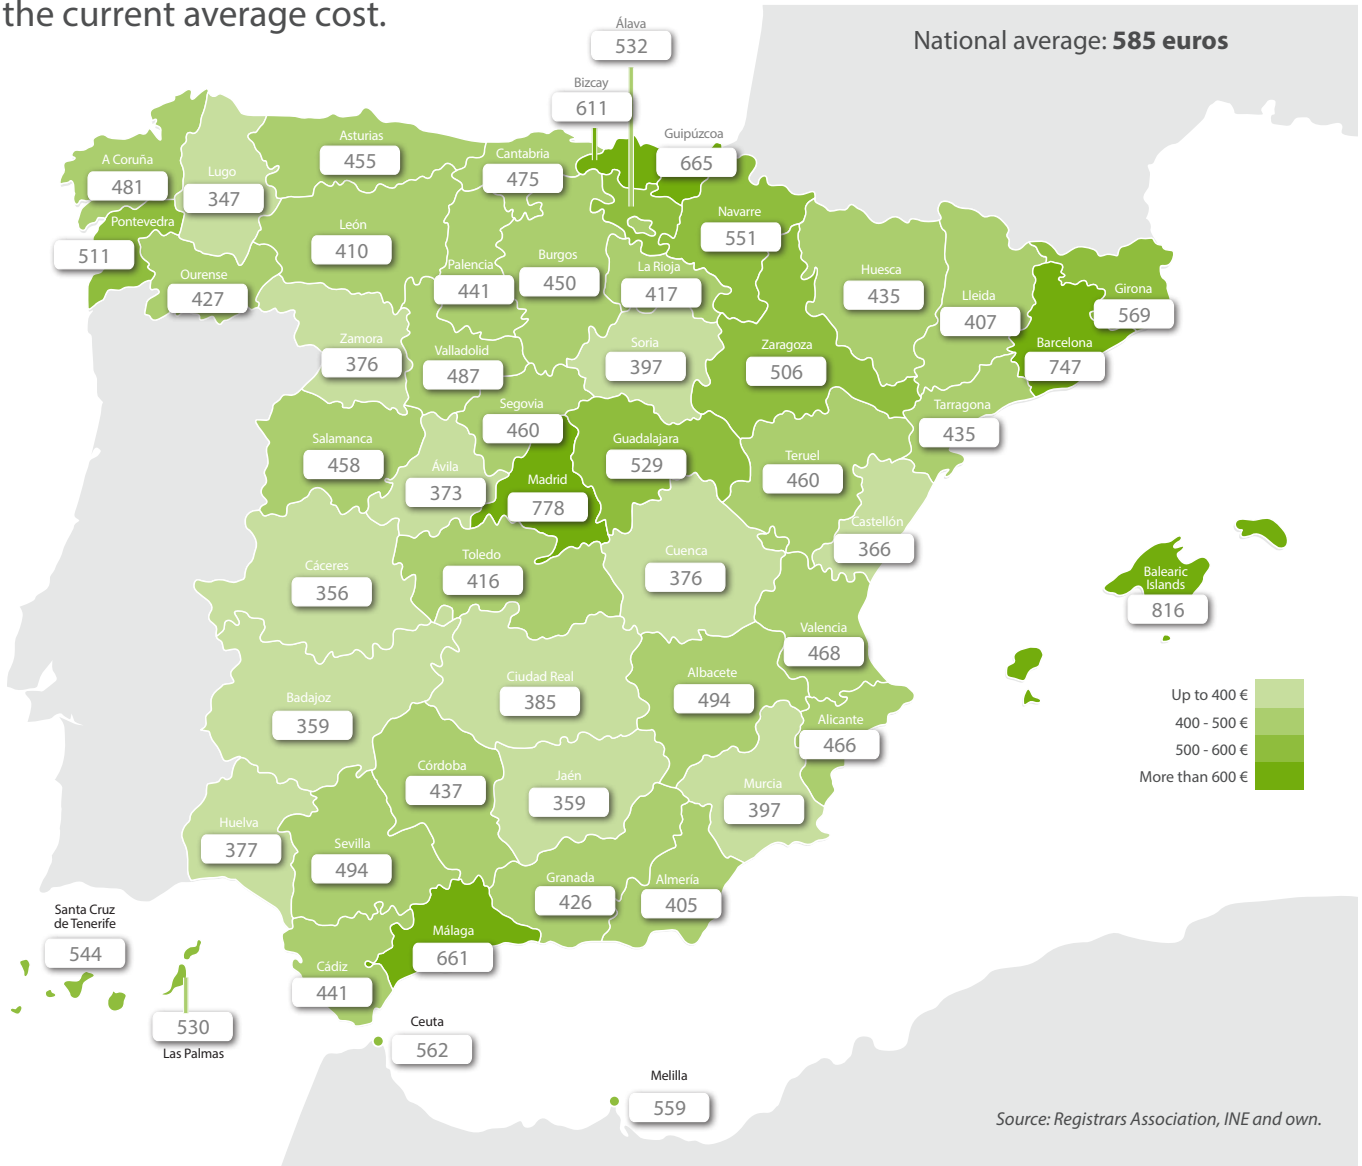 the current average cost.
National average: 585 euros
Álava
532
Bizcay
611
Guipúzcoa
665
A Coruña
481
Lugo
347
Asturias
455
Cantabria
475
Pontevedra
511
Ourense
427
León
410
Palencia
441
Burgos
450
La Rioja
417
Navarre
551
Huesca
435
Lleida
407
Girona
569
Barcelona
747
Zamora
376
Valladolid
487
Soria
397
Zaragoza
506
Tarragona
435
Segovia
460
Salamanca
458
Ávila
373
Madrid
778
Guadalajara
529
Teruel
460
Castellón
366
Cáceres
356
Toledo
416
Cuenca
376
Balearic
Islands
816
Valencia
468
Badajoz
359
Ciudad Real
385
Albacete
494
Alicante
466
Up to 400 €
400 - 500 €
500 - 600 €
More than 600 €
Córdoba
437
Jaén
359
Murcia
397
Huelva
377
Sevilla
494
Granada
426
Almería
405
Santa Cruz
de Tenerife
544
Málaga
661
Cádiz
441
530
Las Palmas
Ceuta
562
Melilla
559
Source: Registrars Association, INE and own.